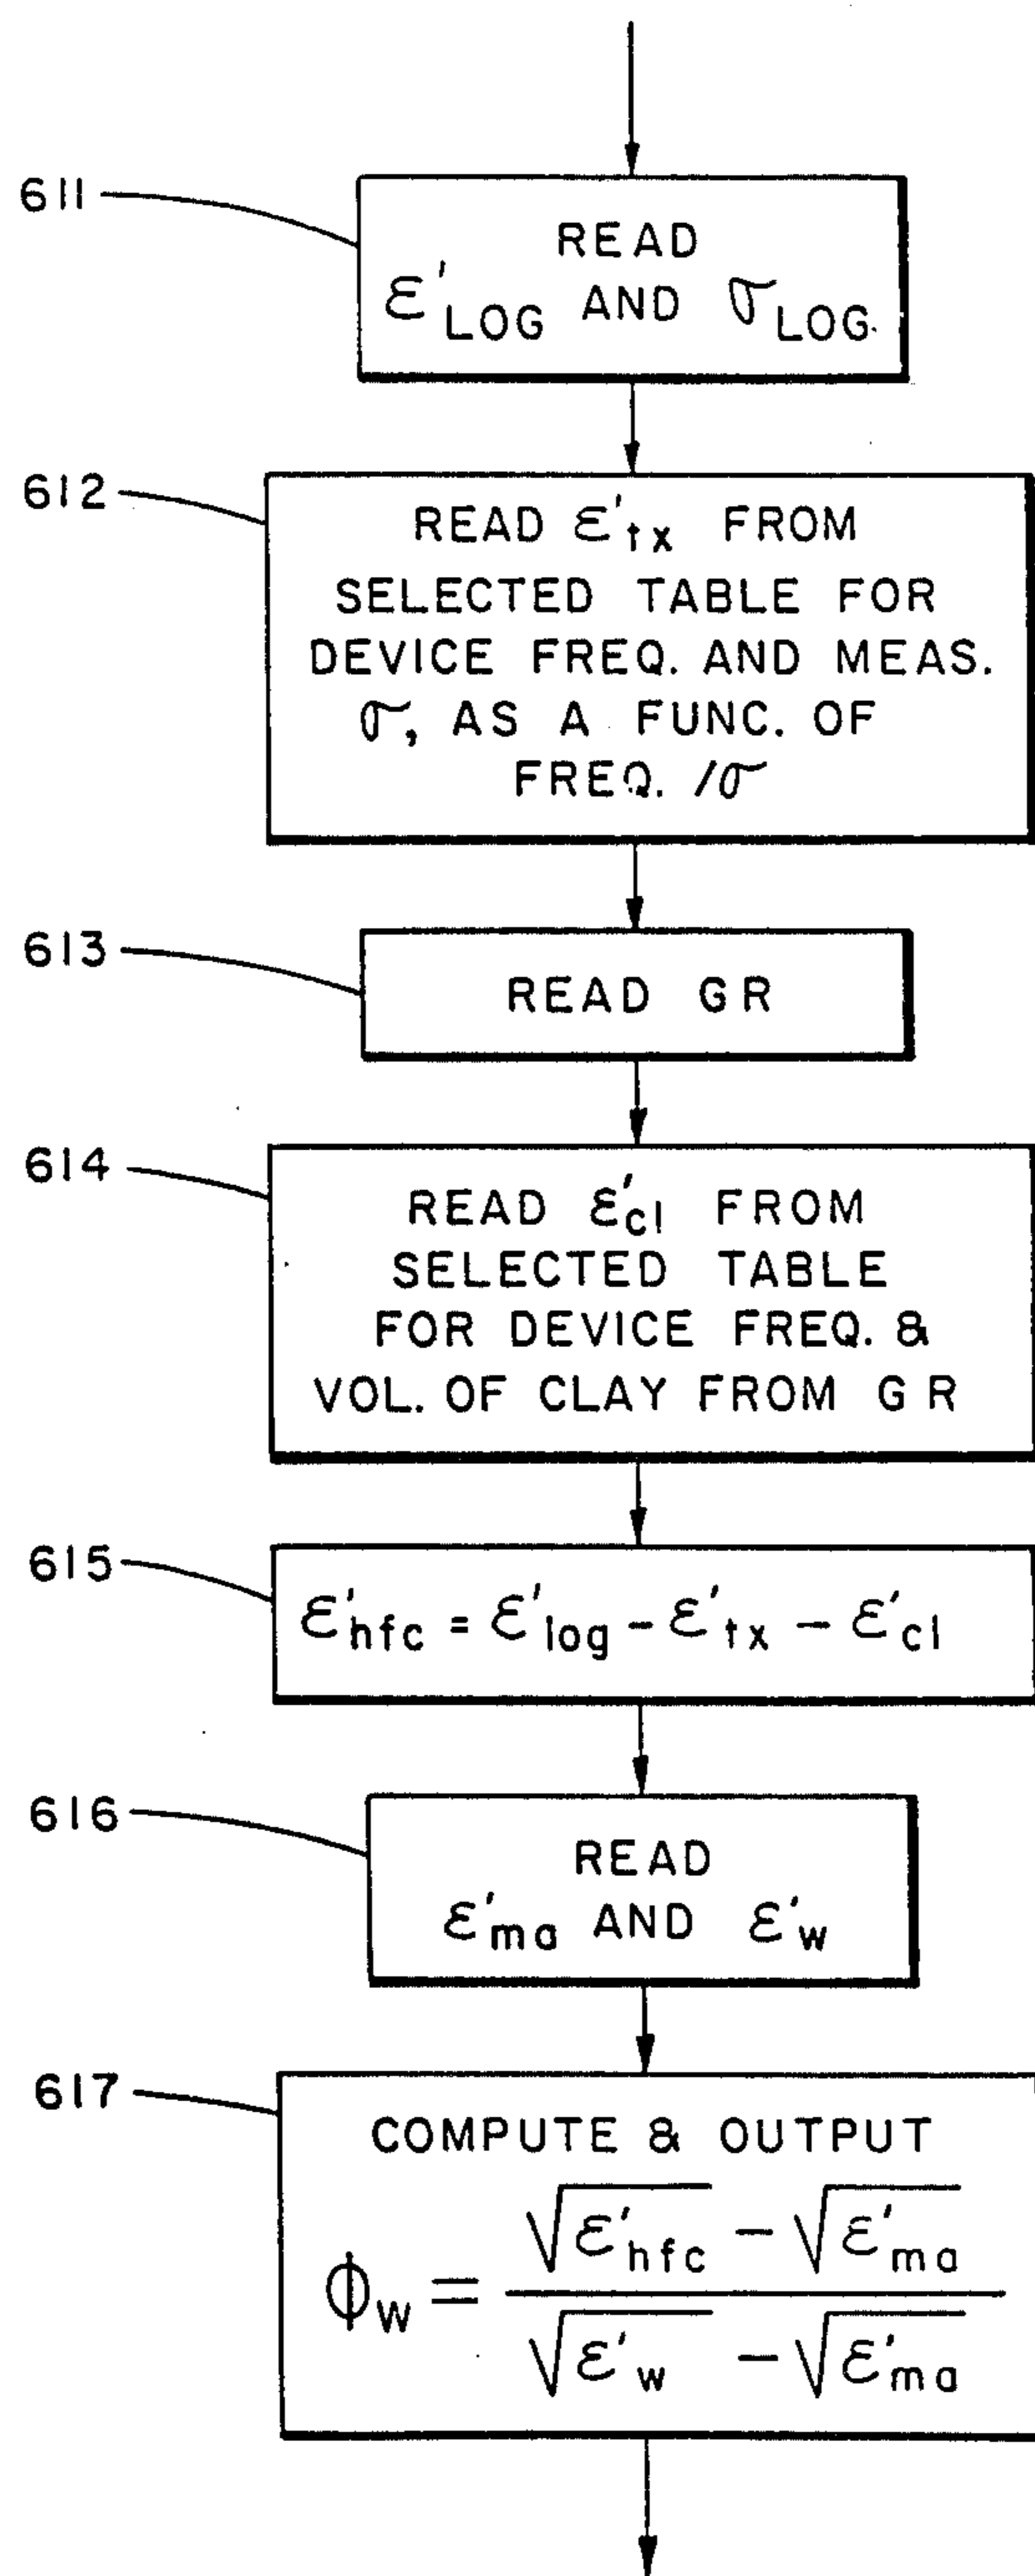 611
READ
ε'LOG AND σLOG
612
READ ε'tx FROM
SELECTED TABLE FOR
DEVICE FREQ. AND MEAS.
σ, AS A FUNC. OF
FREQ. /σ
613
READ GR
614
READ ε'cl FROM
SELECTED TABLE
FOR DEVICE FREQ. &
VOL. OF CLAY FROM GR
615
ε'hfc = ε'log - ε'tx - ε'cl
616
READ
ε'ma AND ε'w
617
COMPUTE & OUTPUT
√ε'hfc - √ε'ma
ϕw =
√ε'w - √ε'ma